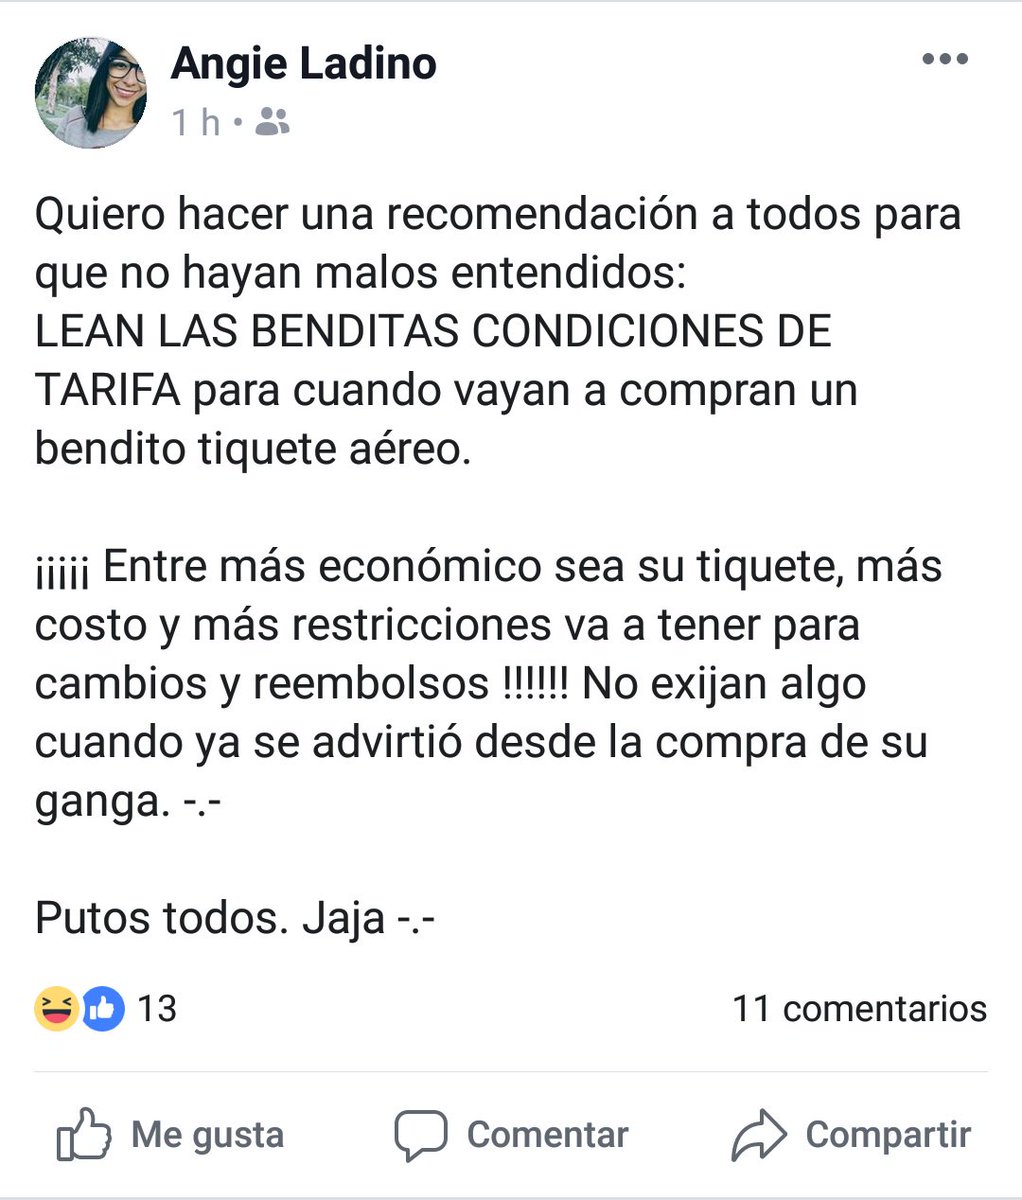 Angie Ladino
1 h •
Quiero hacer una recomendación a todos para
que no hayan malos entendidos:
LEAN LAS BENDITAS CONDICIONES DE
TARIFA para cuando vayan a compran un
bendito tiquete aéreo.
¡¡¡¡¡ Entre más económico sea su tiquete, más
costo y más restricciones va a tener para
cambios y reembolsos !!!!!! No exijan algo
cuando ya se advirtió desde la compra de su
ganga. -.-
Putos todos. Jaja -.-
13 11 comentarios
Me gusta Comentar Compartir